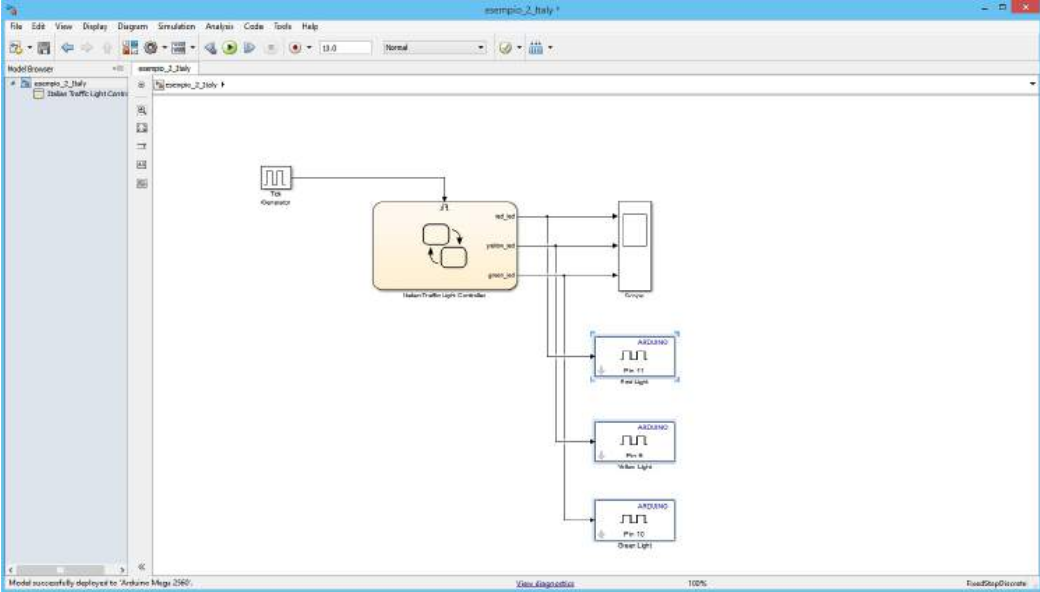 esempio_2_Italy *
File Edit View Display Diagram Simulation Analysis Code Tools Help
13.0 Normal
Model Browser
esempio_2_Italy
esempio_2_Italy
esempio_2_Italy
Italian Traffic Light Contro
Tick
Generator
red_led
yellow_led
green_led
Italian Traffic Light Controller
Scope
ARDUINO
Pin 11
Red Light
ARDUINO
Pin 9
Yellow Light
ARDUINO
Pin 10
Green Light
Model successfully deployed to 'Arduino Mega 2560'.
View diagnostics
100%
FixedStepDiscrete